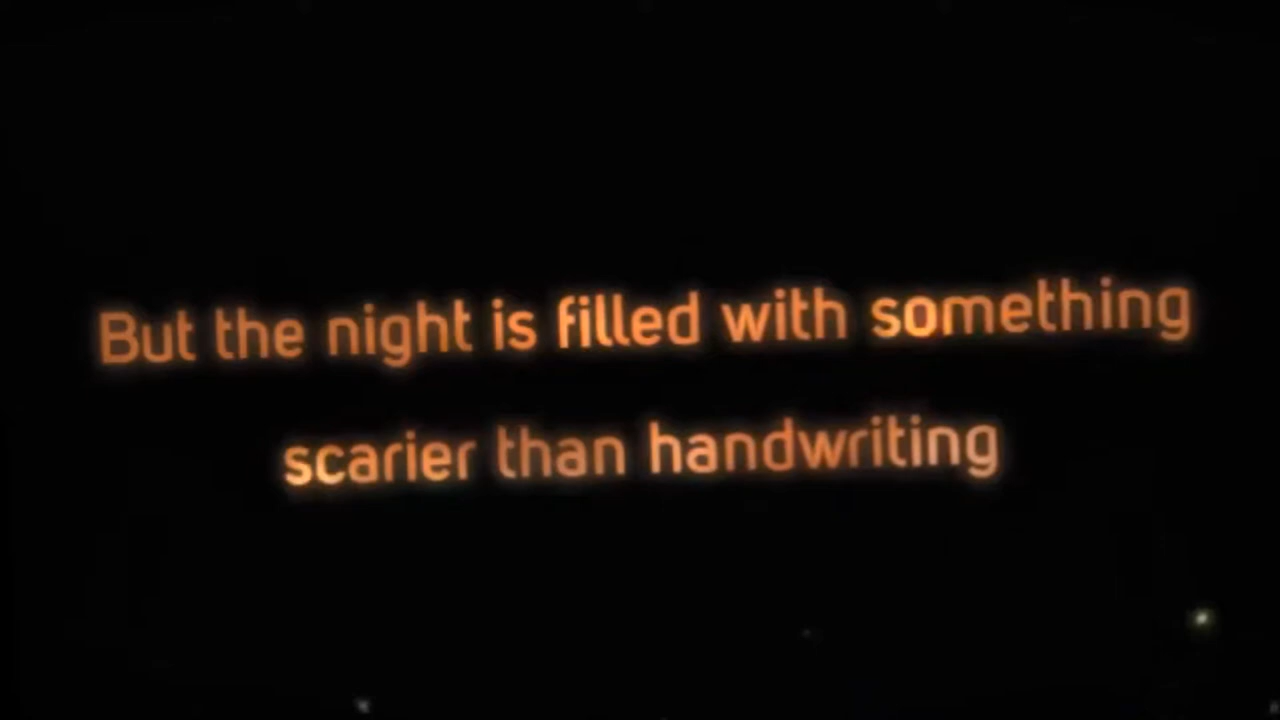 But the night is filled with something
scarier than handwriting